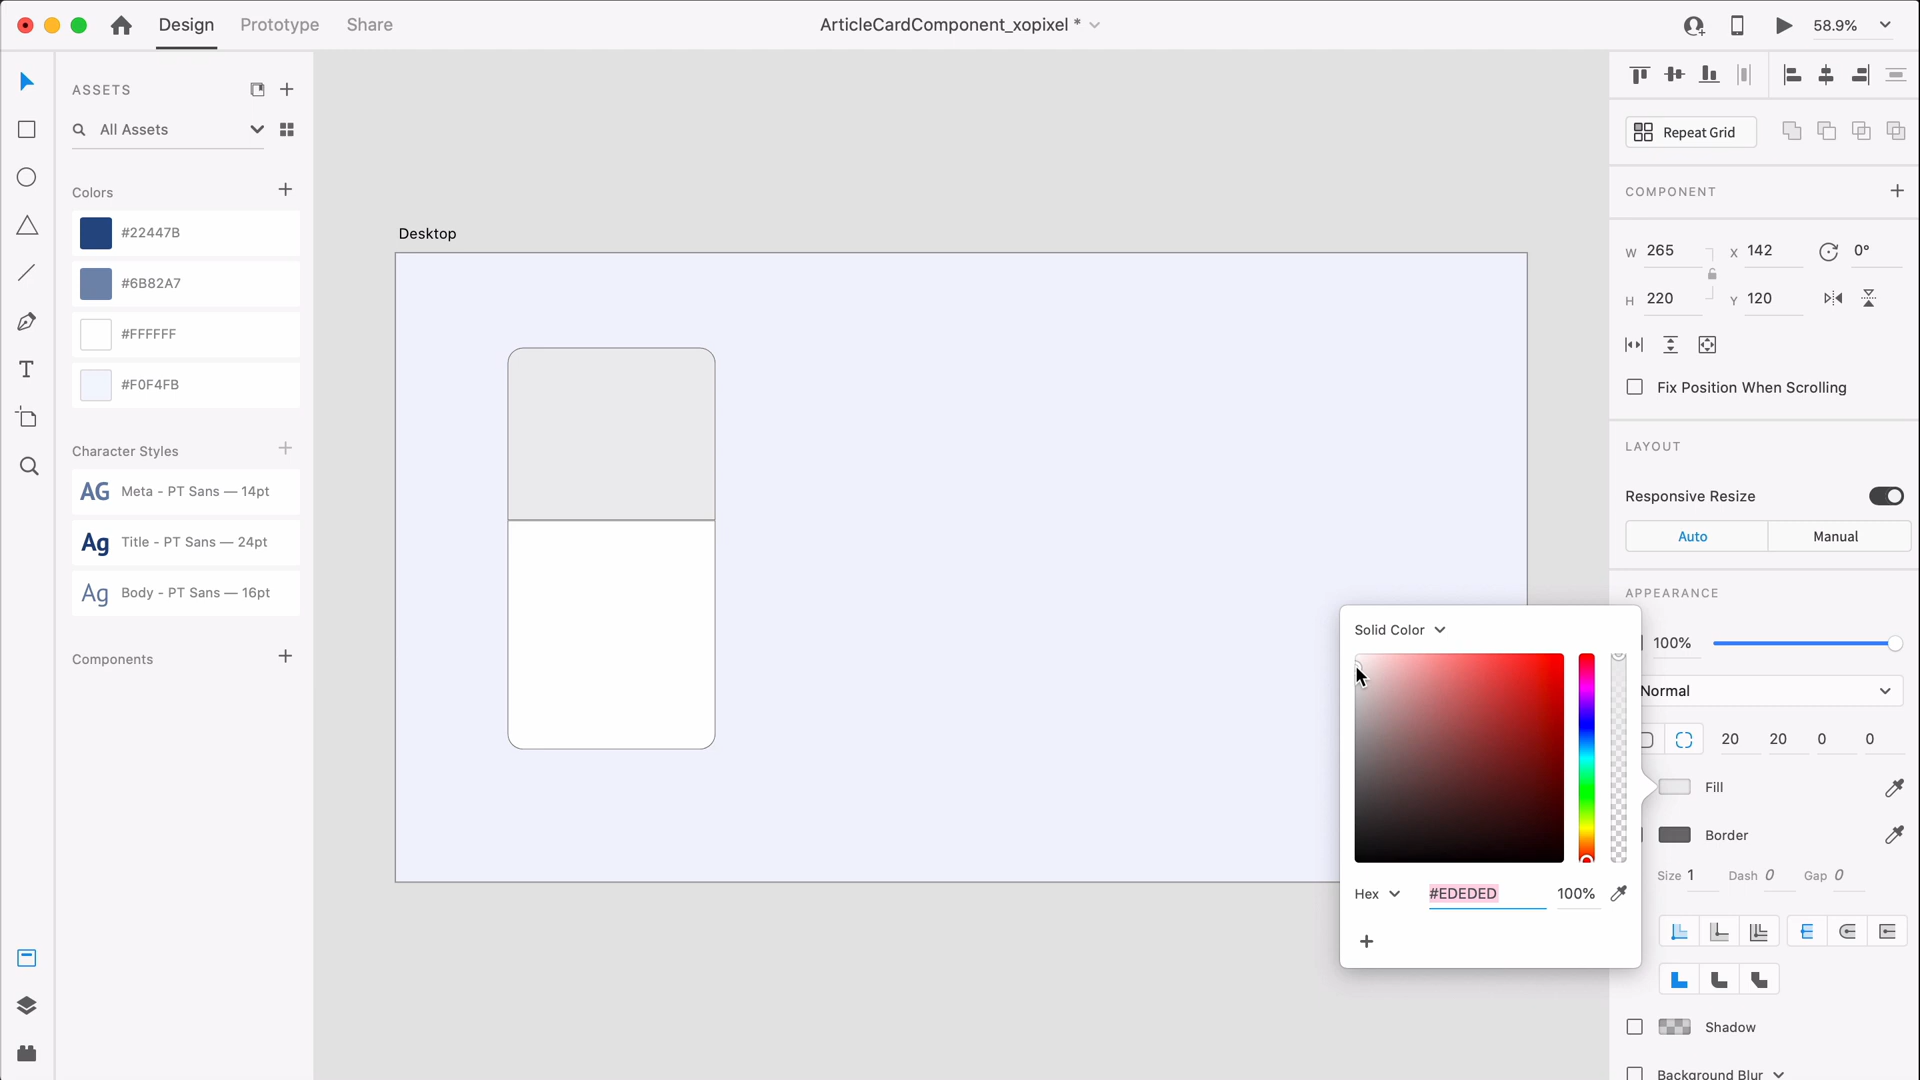 Design Prototype Share
ArticleCardComponent_xopixel *
58.9%
ASSETS
All Assets
Colors
#22447B
#6B82A7
#FFFFFF
#F0F4FB
Character Styles
AG Meta - PT Sans — 14pt
Ag Title - PT Sans — 24pt
Ag Body - PT Sans — 16pt
Components
Desktop
Repeat Grid
COMPONENT
W 265 X 142 0°
H 220 Y 120
Fix Position When Scrolling
LAYOUT
Responsive Resize
Auto Manual
APPEARANCE
100%
Normal
20 20 0 0
Fill
Border
Size 1 Dash 0 Gap 0
Shadow
Background Blur
Solid Color
Hex #EDEDED 100%